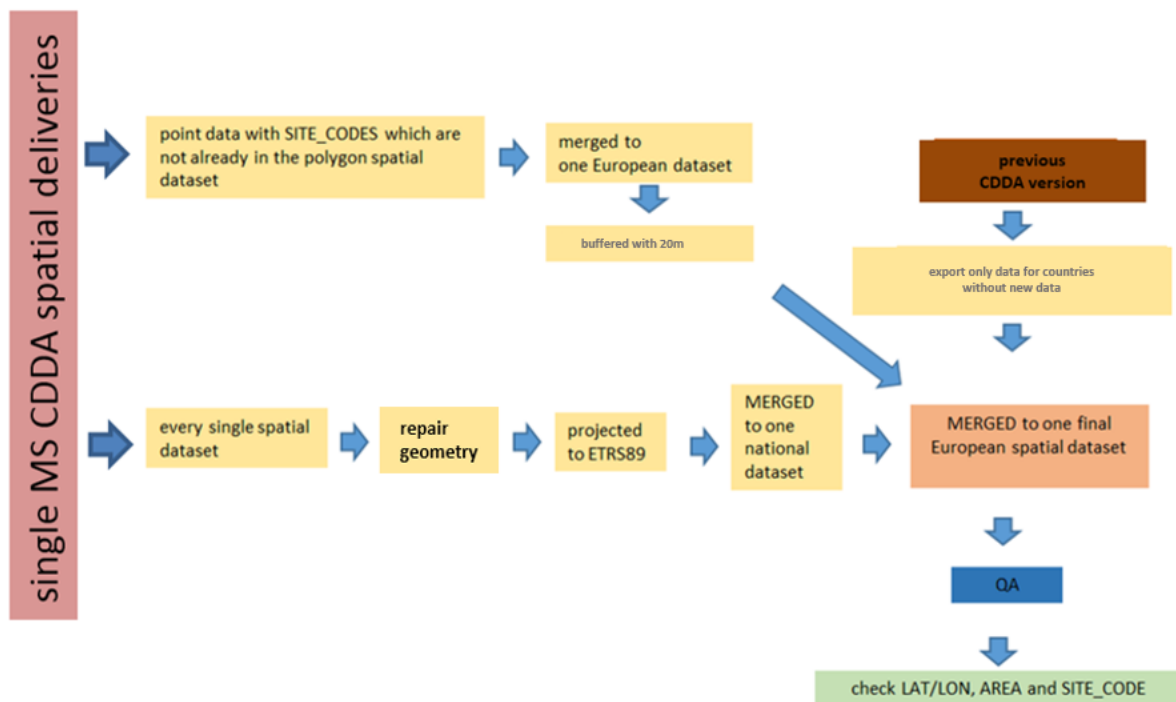 single MS CDDA spatial deliveries
point data with SITE_CODES which are
not already in the polygon spatial
dataset
merged to
one European dataset
buffered with 20m
previous
CDDA version
export only data for countries
without new data
every single spatial
dataset
repair
geometry
projected
to ETRS89
MERGED
to one
national
dataset
MERGED to one final
European spatial dataset
QA
check LAT/LON, AREA and SITE_CODE